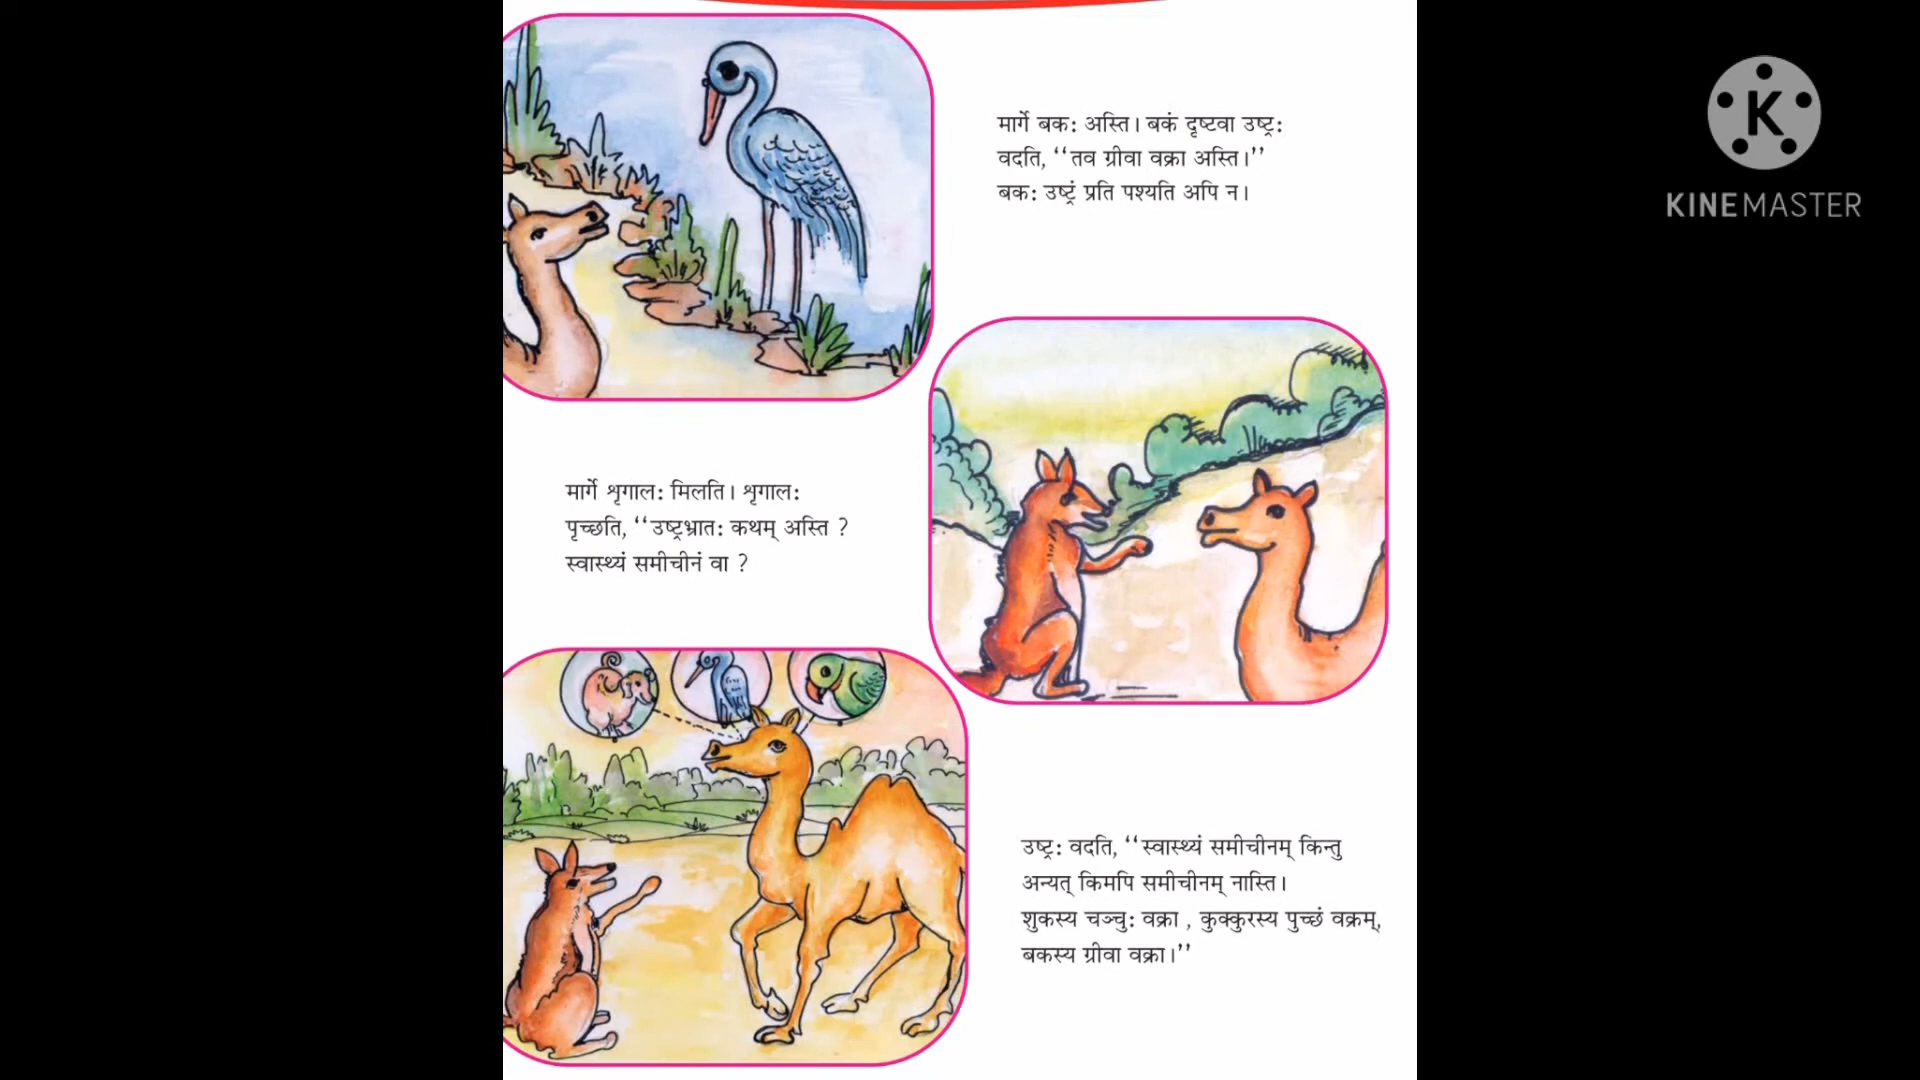 मार्गे बक: अस्ति। बकं दृष्टवा उष्ट्र:
वदति, ‘‘तव ग्रीवा वक्रा अस्ति।’’
बक: उष्ट्रं प्रति पश्यति अपि न।
मार्गे शृगाल: मिलति। शृगाल:
पृच्छति, ‘‘उष्ट्रभ्रात: कथम् अस्ति ?
स्वास्थ्यं समीचीनं वा ?
उष्ट्र: वदति, ‘‘स्वास्थ्यं समीचीनम् किन्तु
अन्यत् किमपि समीचीनम् नास्ति।
शुकस्य चञ्चु: वक्रा , कुक्कुरस्य पुच्छं वक्रम्,
बकस्य ग्रीवा वक्रा।’’
K
KINEMASTER